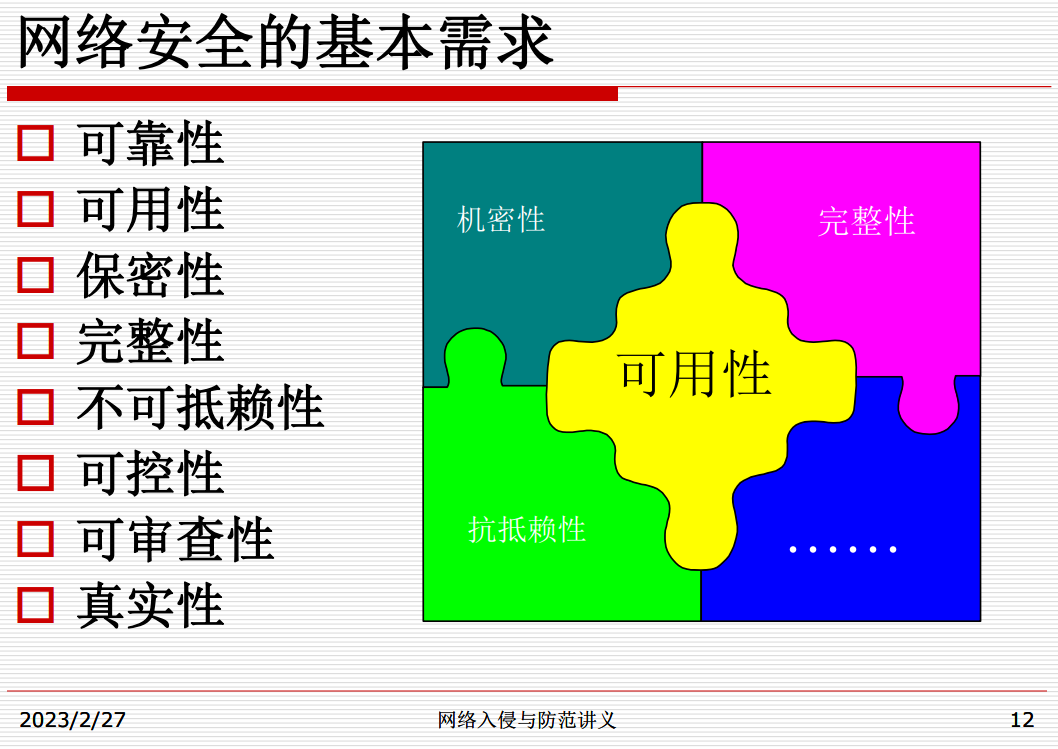 网络安全的基本需求
可靠性
可用性
保密性
完整性
不可抵赖性
可控性
可审查性
真实性
机密性
完整性
可用性
抗抵赖性
······
2023/2/27
网络入侵与防范讲义
12